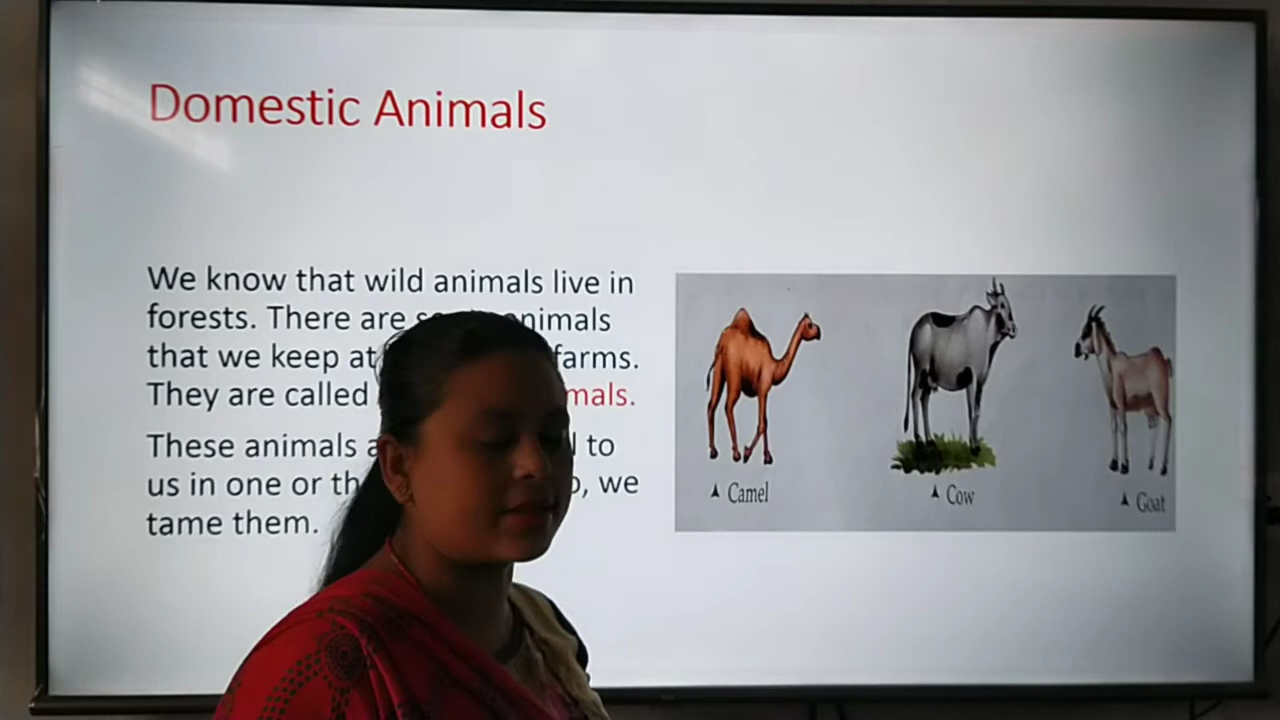 Domestic Animals
We know that wild animals live in
forests. There are
that we keep at farms.
They are called
These animals to
us in one or we
tame them.
Camel
Cow
Goat